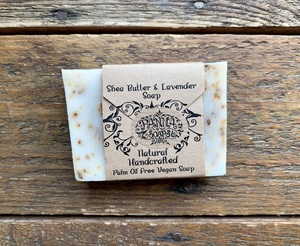 Shea Butter & Lavender
Soap
Natural
Handcrafted
Palm Oil Free Vegan Soap